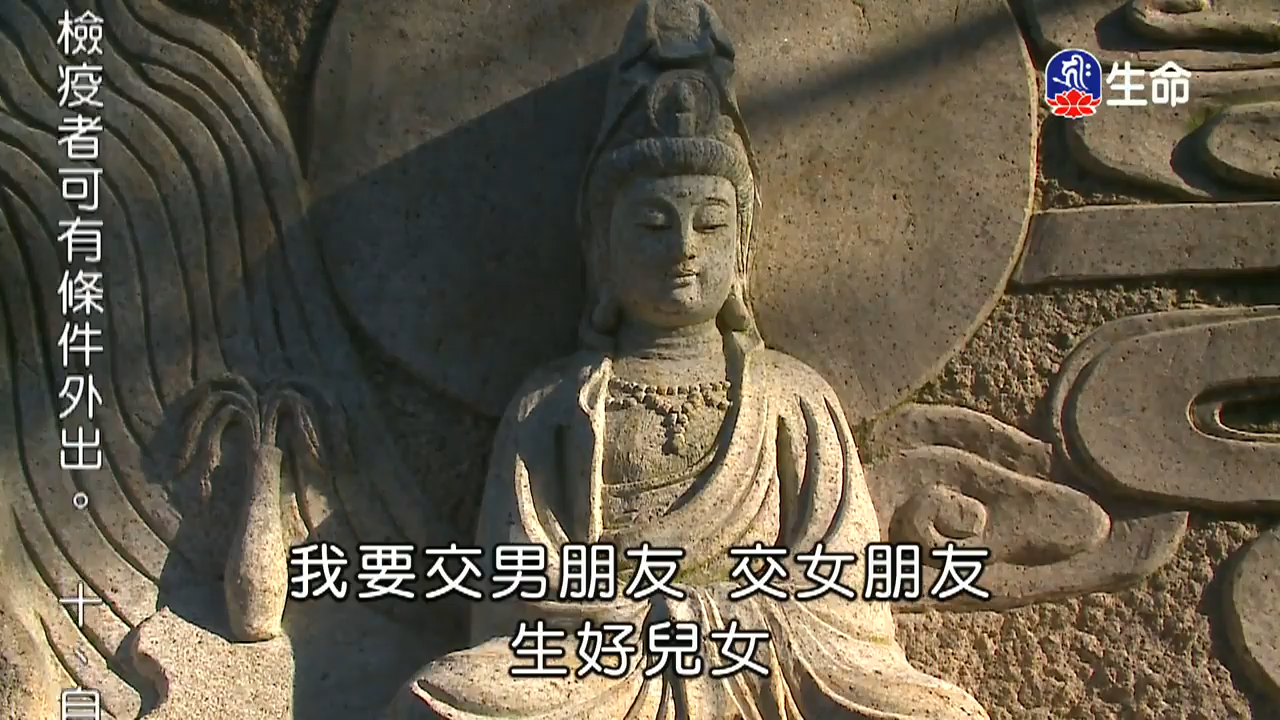 檢疫者可有條件外出。十、自
生命
我要交男朋友 交女朋友
生好兒女